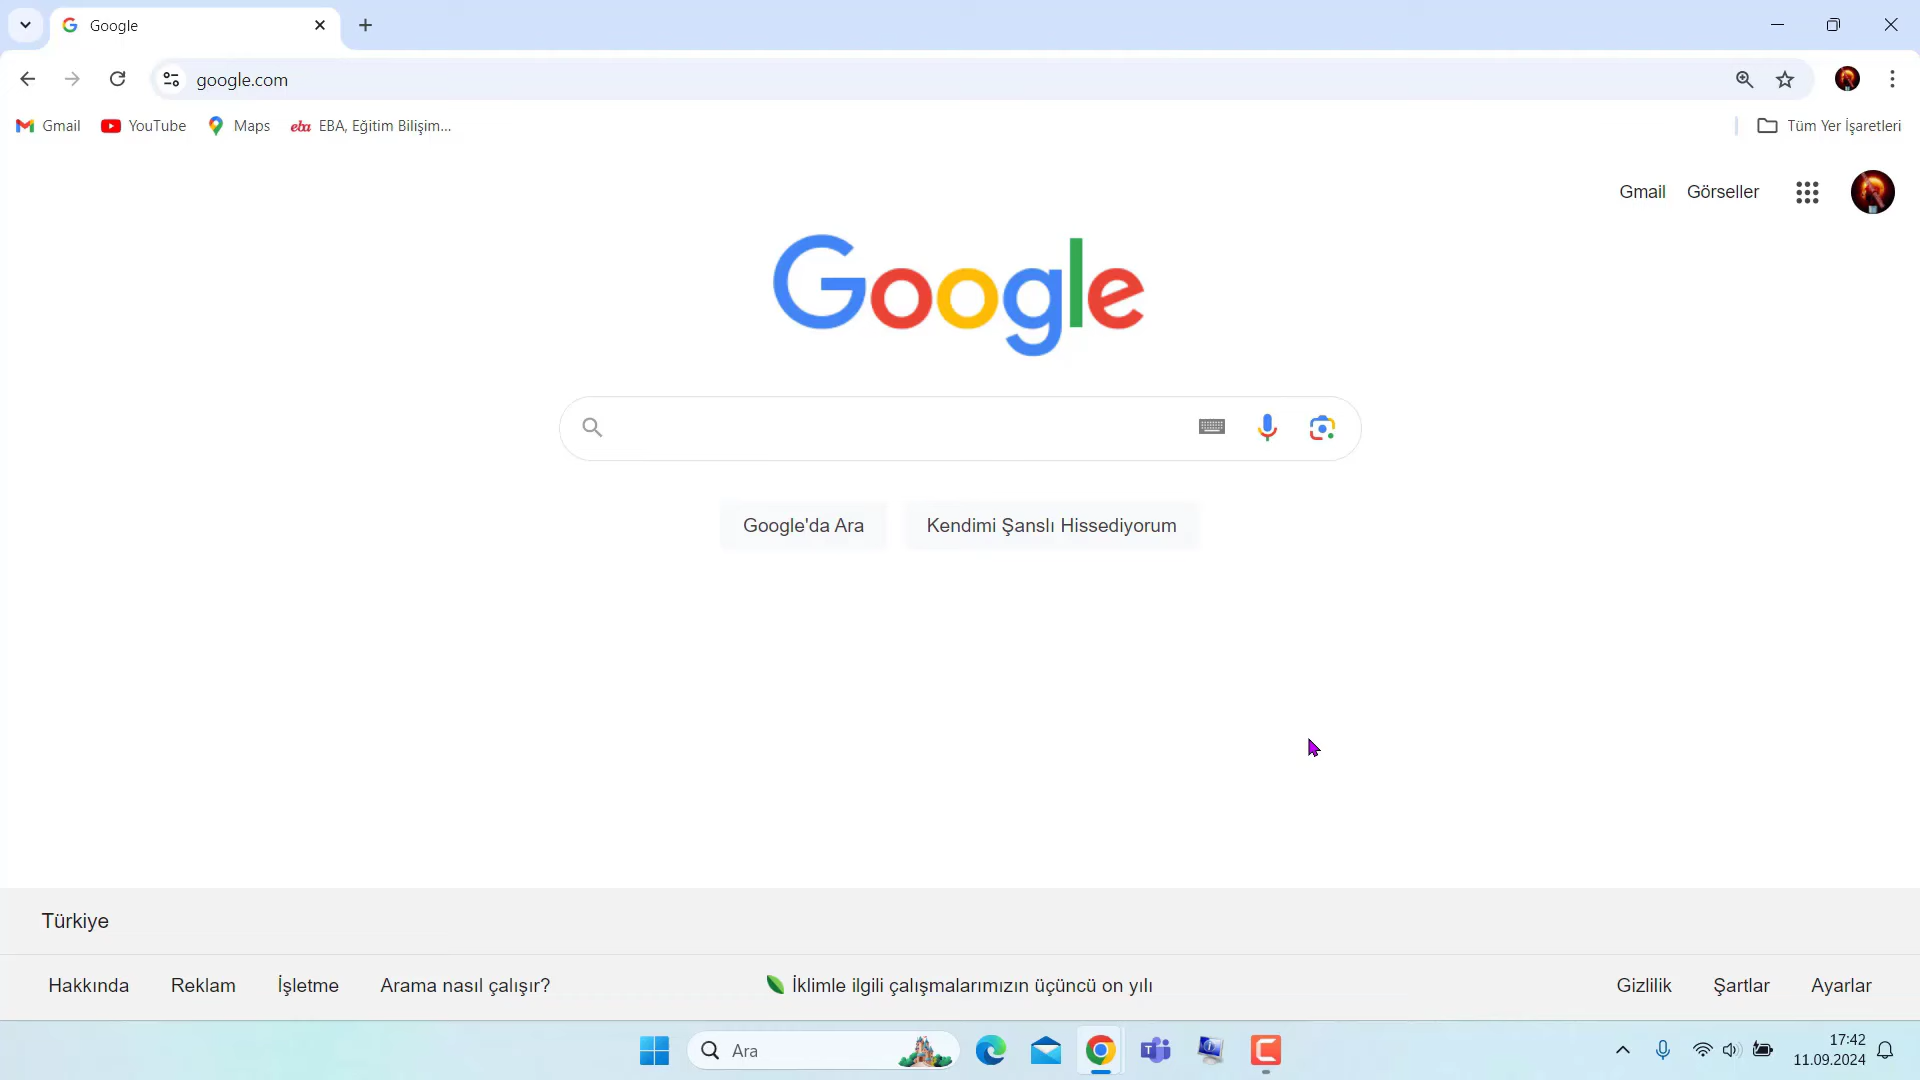 Google
google.com
Gmail
YouTube
Maps
eba EBA, Eğitim Bilişim...
Tüm Yer İşaretleri
Gmail
Görseller
Google
Google'da Ara
Kendimi Şanslı Hissediyorum
Türkiye
Hakkında
Reklam
İşletme
Arama nasıl çalışır?
İklimle ilgili çalışmalarımızın üçüncü on yılı
Gizlilik
Şartlar
Ayarlar
Ara
17:42
11.09.2024